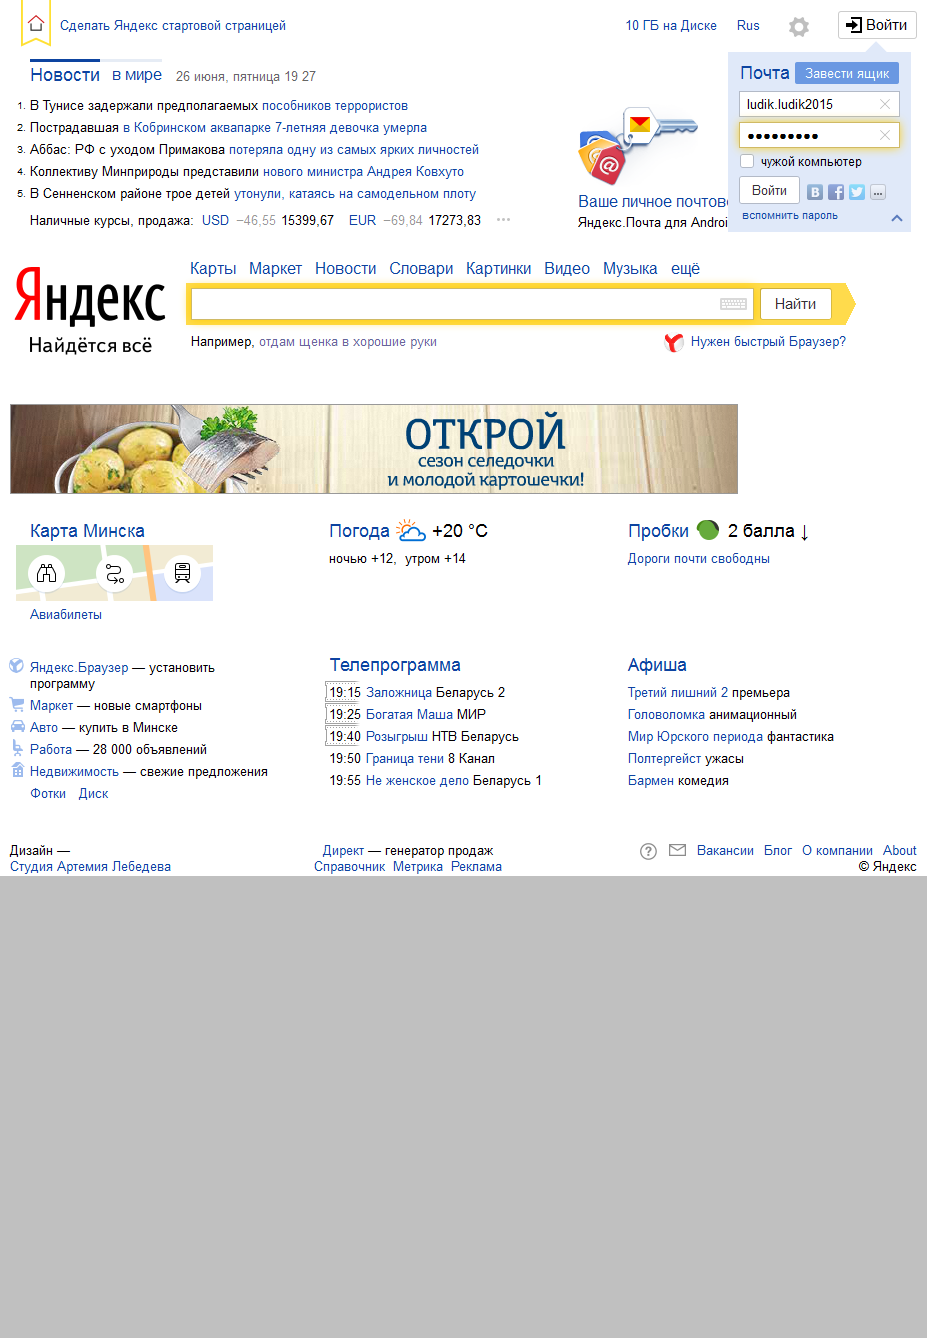 Сделать Яндекс стартовой страницей
10 ГБ на Диске Rus
Войти
Новости в мире 26 июня, пятница 19 27
1. В Тунисе задержали предполагаемых пособников террористов
2. Пострадавшая в Кобринском аквапарке 7-летняя девочка умерла
3. Аббас: РФ с уходом Примакова потеряла одну из самых ярких личностей
4. Коллективу Минприроды представили нового министра Андрея Ковхуто
5. В Сенненском районе трое детей утонули, катаясь на самодельном плоту
Наличные курсы, продажа: USD −46,55 15399,67 EUR −69,84 17273,83
Ваше личное почтово
Яндекс.Почта для Androi
Почта Завести ящик
ludik.ludik2015
●●●●●●●●●
чужой компьютер
Войти
вспомнить пароль
Карты Маркет Новости Словари Картинки Видео Музыка ещё
Яндекс
Найдётся всё
Найти
Например, отдам щенка в хорошие руки
Нужен быстрый Браузер?
ОТКРОЙ
сезон селедочки
и молодой картошечки!
Карта Минска
Авиабилеты
Погода +20 °C
ночью +12, утром +14
Пробки 2 балла ↓
Дороги почти свободны
Яндекс.Браузер — установить
программу
Маркет — новые смартфоны
Авто — купить в Минске
Работа — 28 000 объявлений
Недвижимость — свежие предложения
Фотки Диск
Телепрограмма
19:15 Заложница Беларусь 2
19:25 Богатая Маша МИР
19:40 Розыгрыш НТВ Беларусь
19:50 Граница тени 8 Канал
19:55 Не женское дело Беларусь 1
Афиша
Третий лишний 2 премьера
Головоломка анимационный
Мир Юрского периода фантастика
Полтергейст ужасы
Бармен комедия
Дизайн —
Студия Артемия Лебедева
Директ — генератор продаж
Справочник Метрика Реклама
Вакансии Блог О компании About
© Яндекс